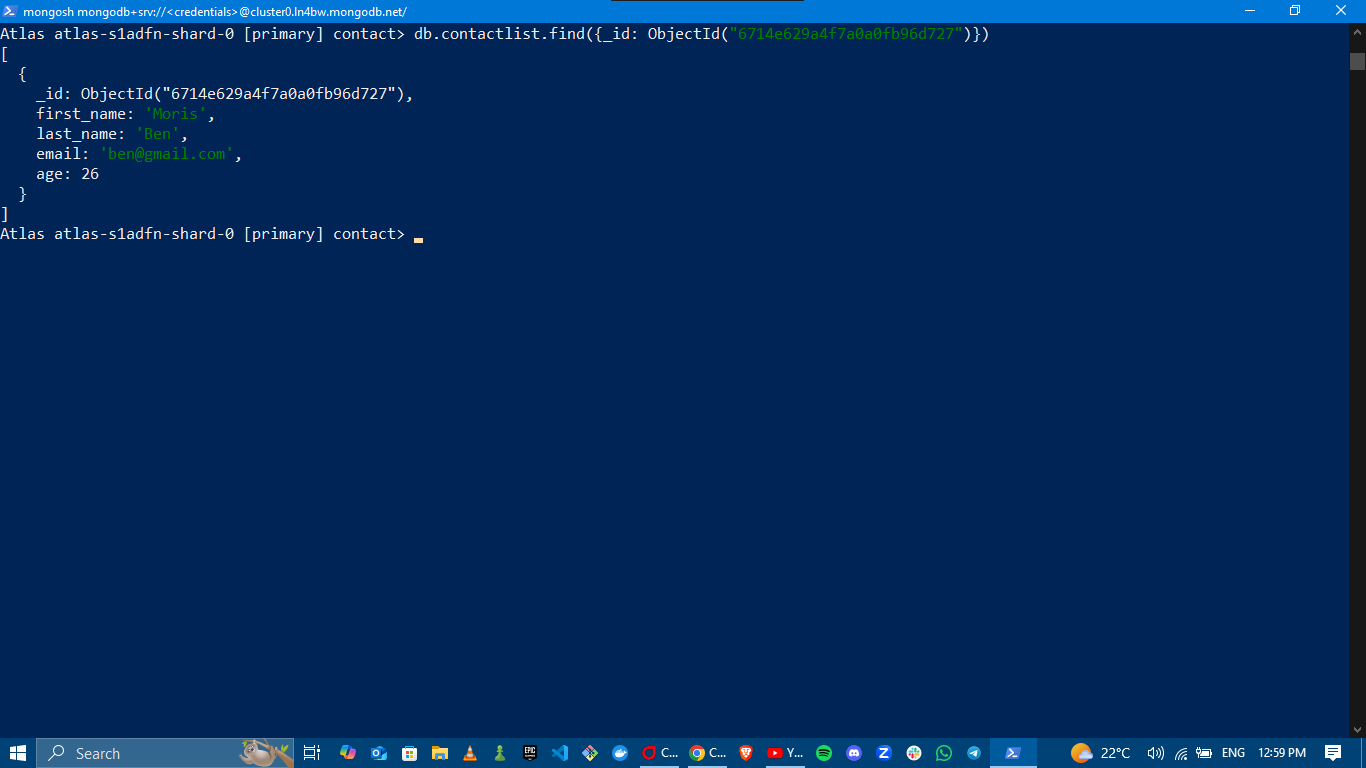 mongosh mongodb+srv://<credentials>@cluster0.ln4bw.mongodb.net/
Atlas atlas-s1adfn-shard-0 [primary] contact> db.contactlist.find({_id: ObjectId("6714e629a4f7a0a0fb96d727")})
[
  {
    _id: ObjectId("6714e629a4f7a0a0fb96d727"),
    first_name: 'Moris',
    last_name: 'Ben',
    email: 'ben@gmail.com',
    age: 26
  }
]
Atlas atlas-s1adfn-shard-0 [primary] contact>
Search
EPIC
C...
C...
Y...
22°C
ENG
12:59 PM